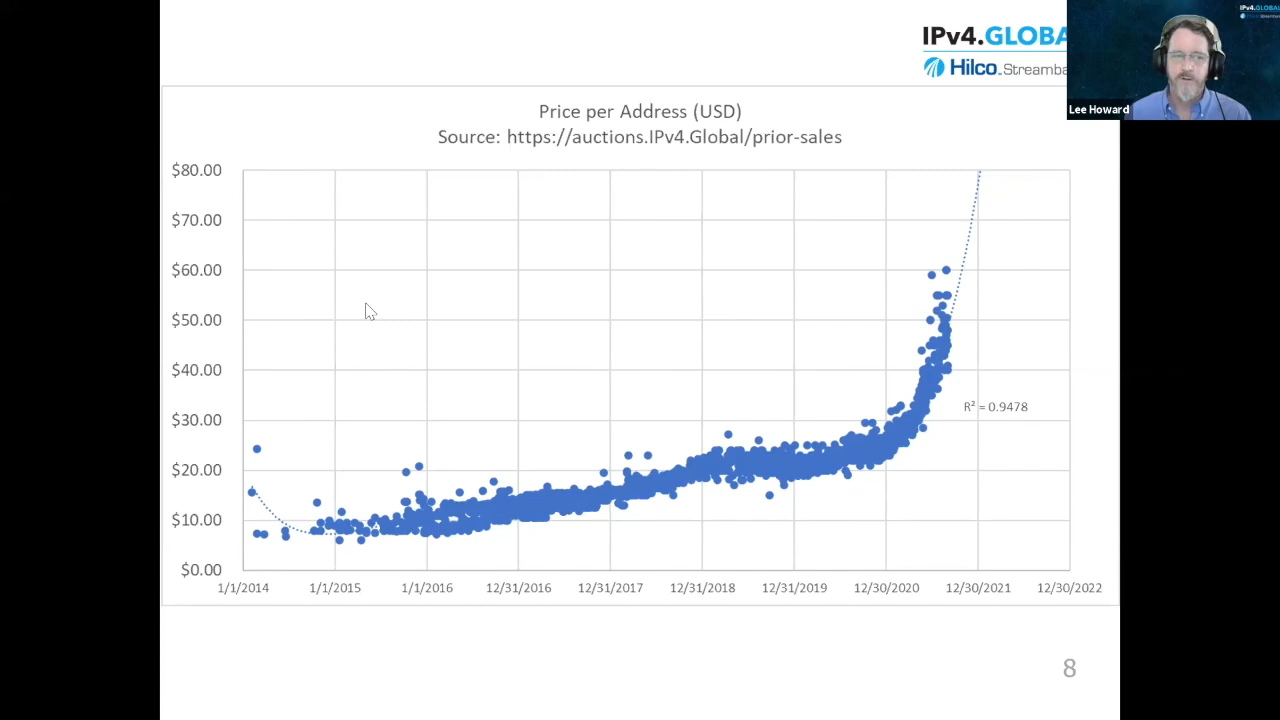 IPv4.GLOBA
Hilco Streamba
IPv4.GLOBAL
Lee Howard
Price per Address (USD)
Source: https://auctions.IPv4.Global/prior-sales
$80.00
$70.00
$60.00
$50.00
$40.00
$30.00
$20.00
$10.00
$0.00
R² = 0.9478
1/1/2014 1/1/2015 1/1/2016 12/31/2016 12/31/2017 12/31/2018 12/31/2019 12/30/2020 12/30/2021 12/30/2022
8